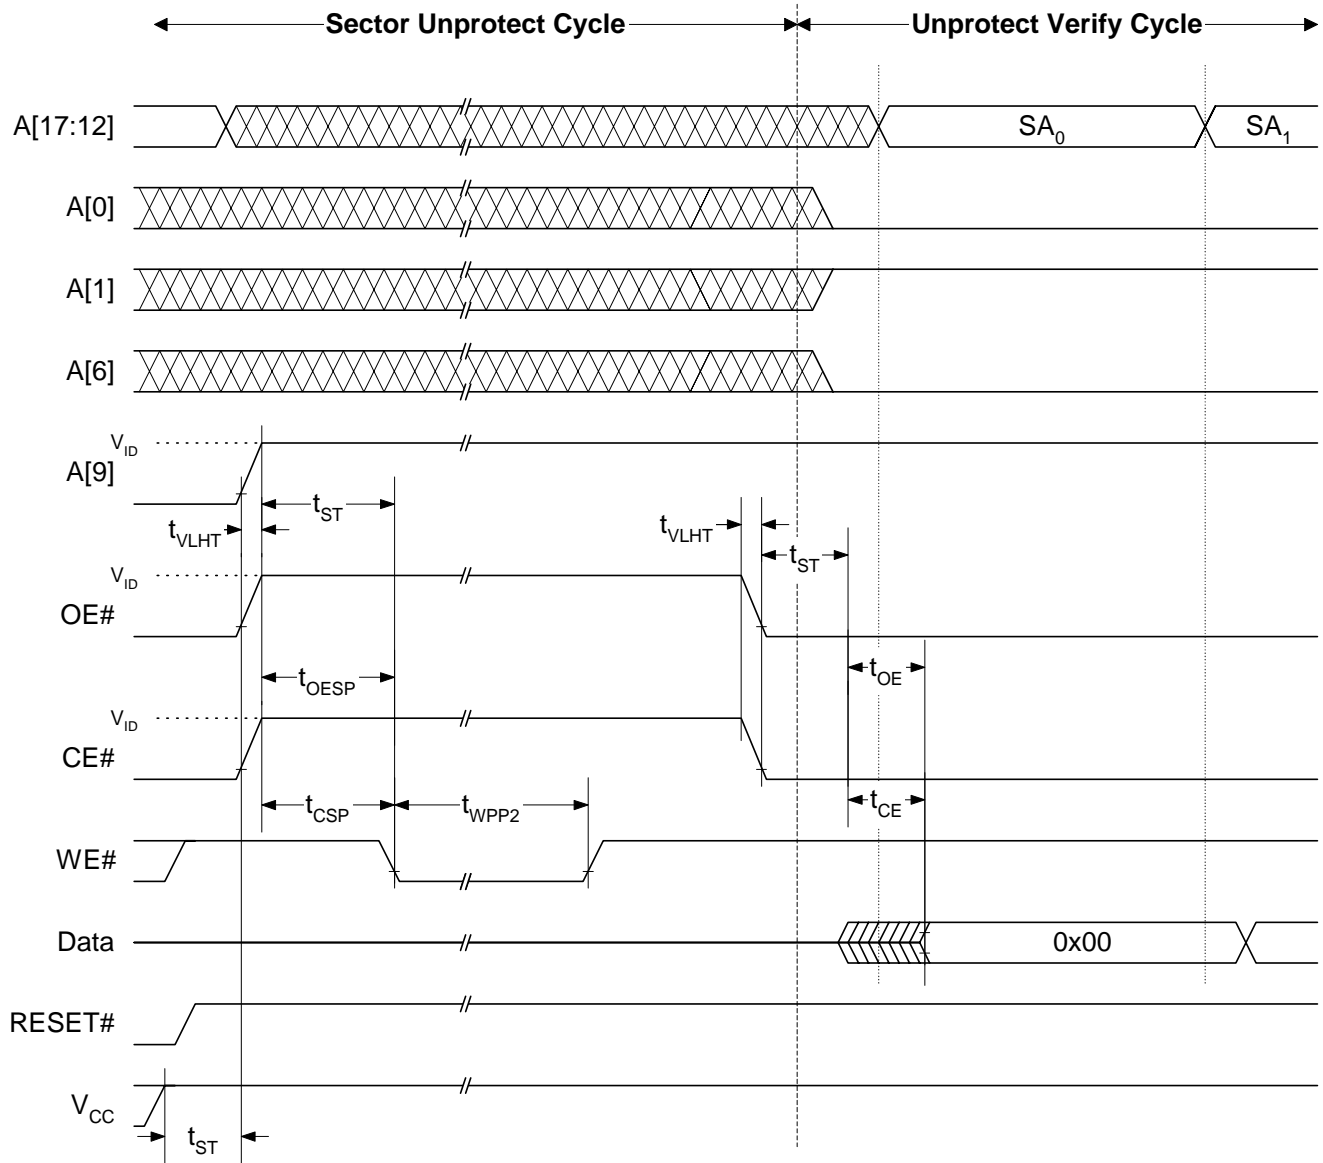 Sector Unprotect Cycle Unprotect Verify Cycle
A[17:12] SA0 SA1
A[0]
A[1]
A[6]
VID
A[9]
tST
tVLHT tVLHT
tST
VID
OE#
tOE
tOESP
VID
CE#
tCSP tWPP2 tCE
WE#
Data 0x00
RESET#
VCC
tST